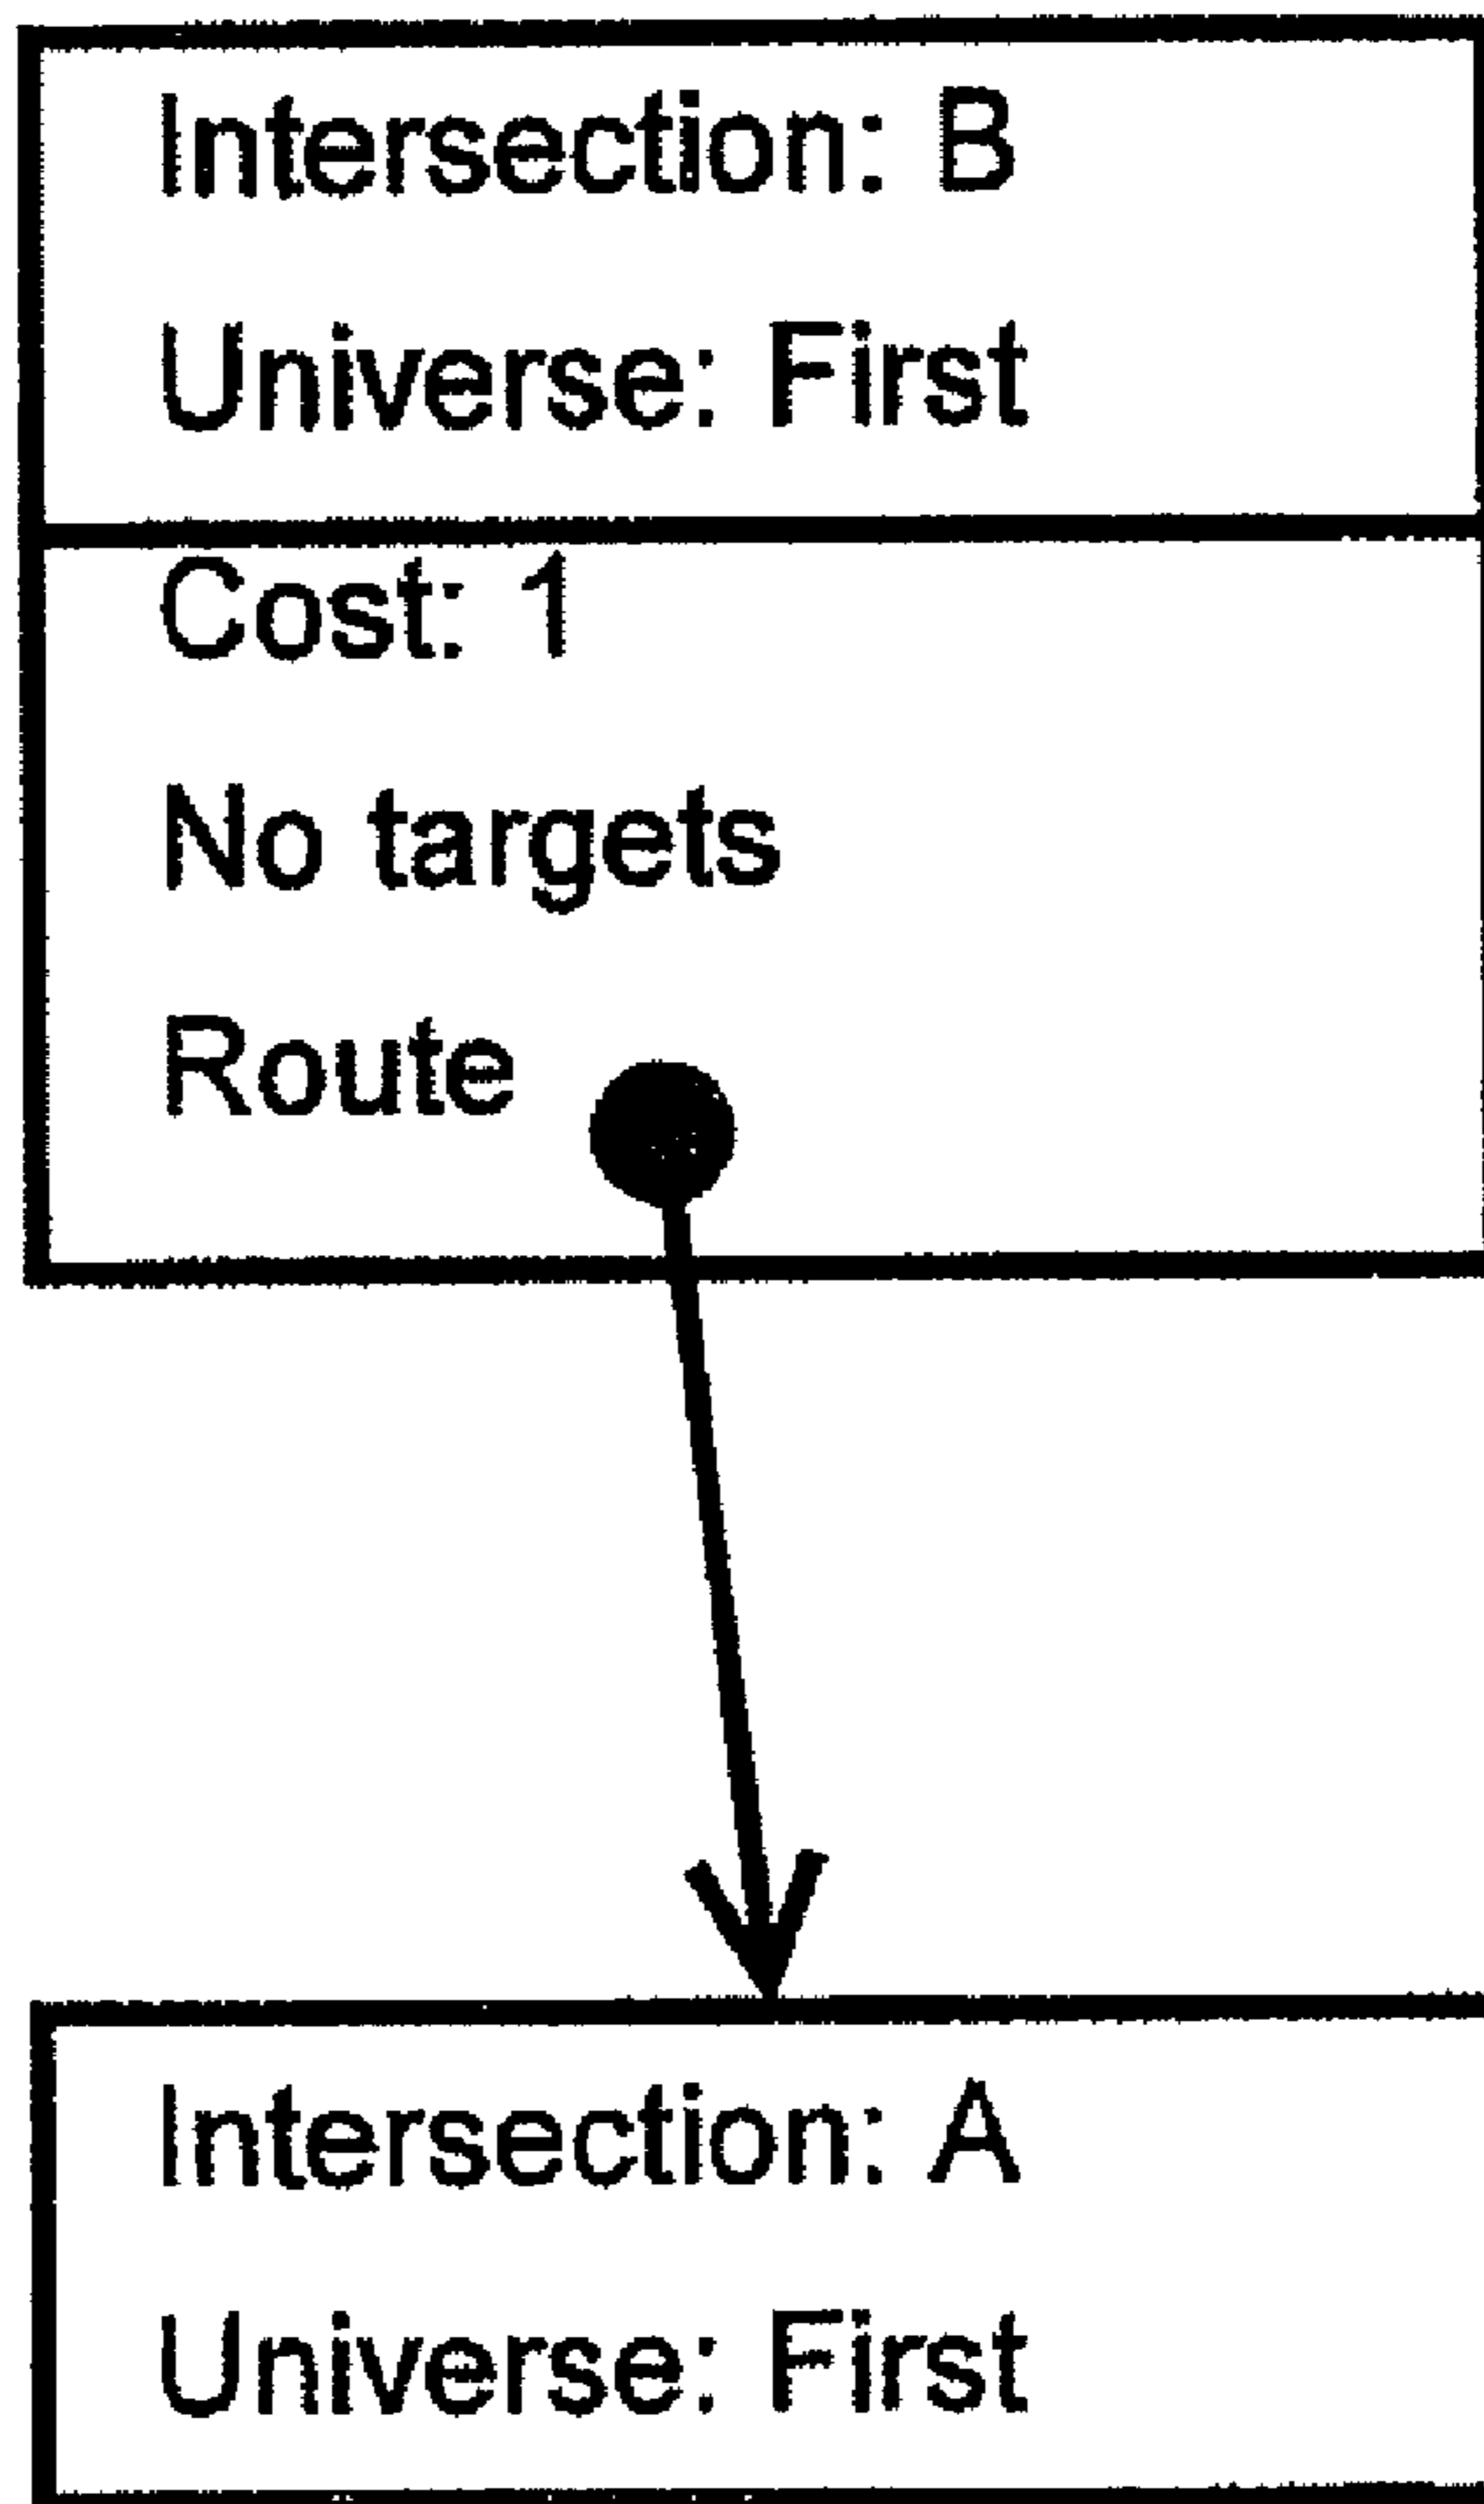 Intersection: B
Universe: First
Cost: 1
No targets
Route
Intersection: A
Universe: First